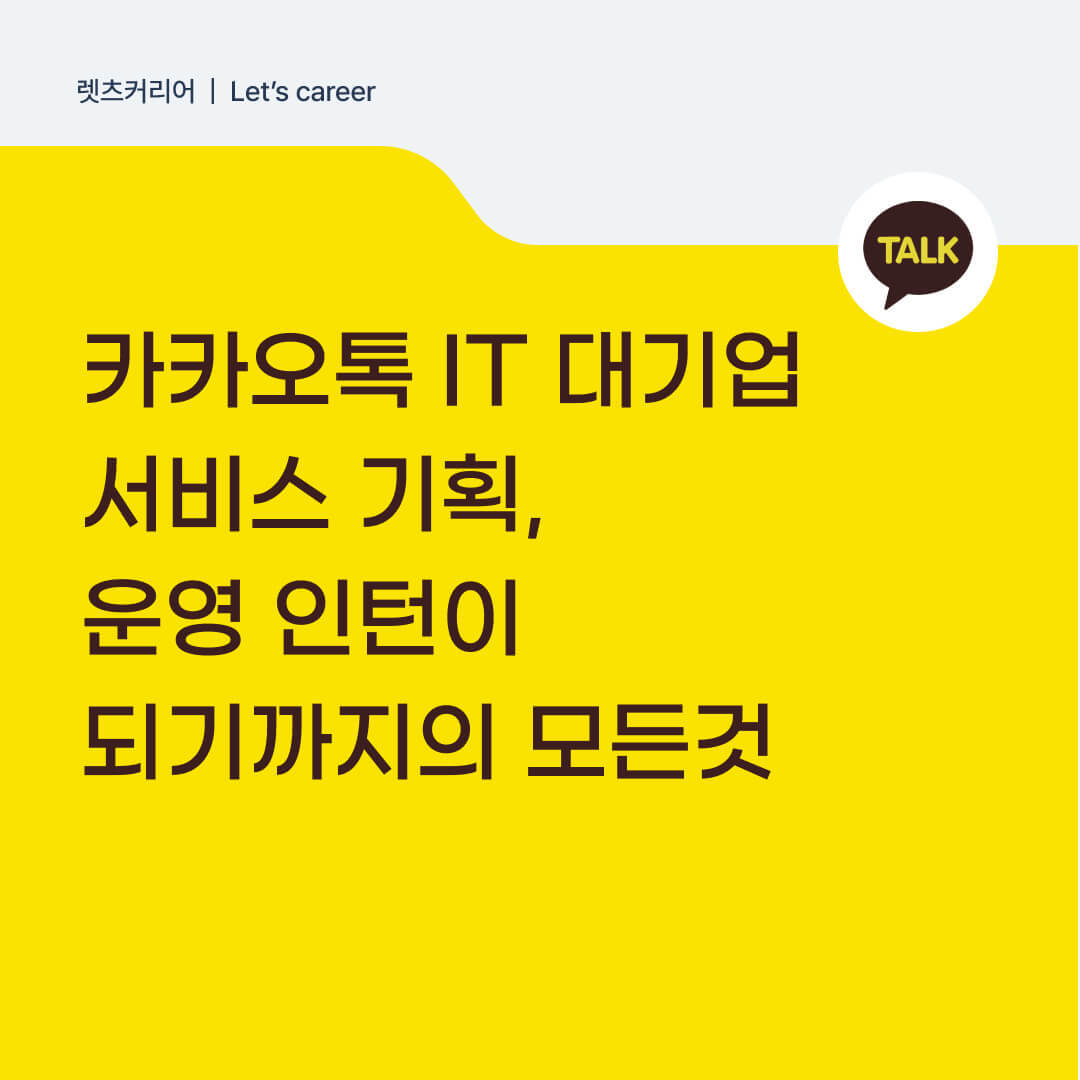 렛츠커리어 | Let's career
TALK
카카오톡 IT 대기업
서비스 기획,
운영 인턴이
되기까지의 모든것